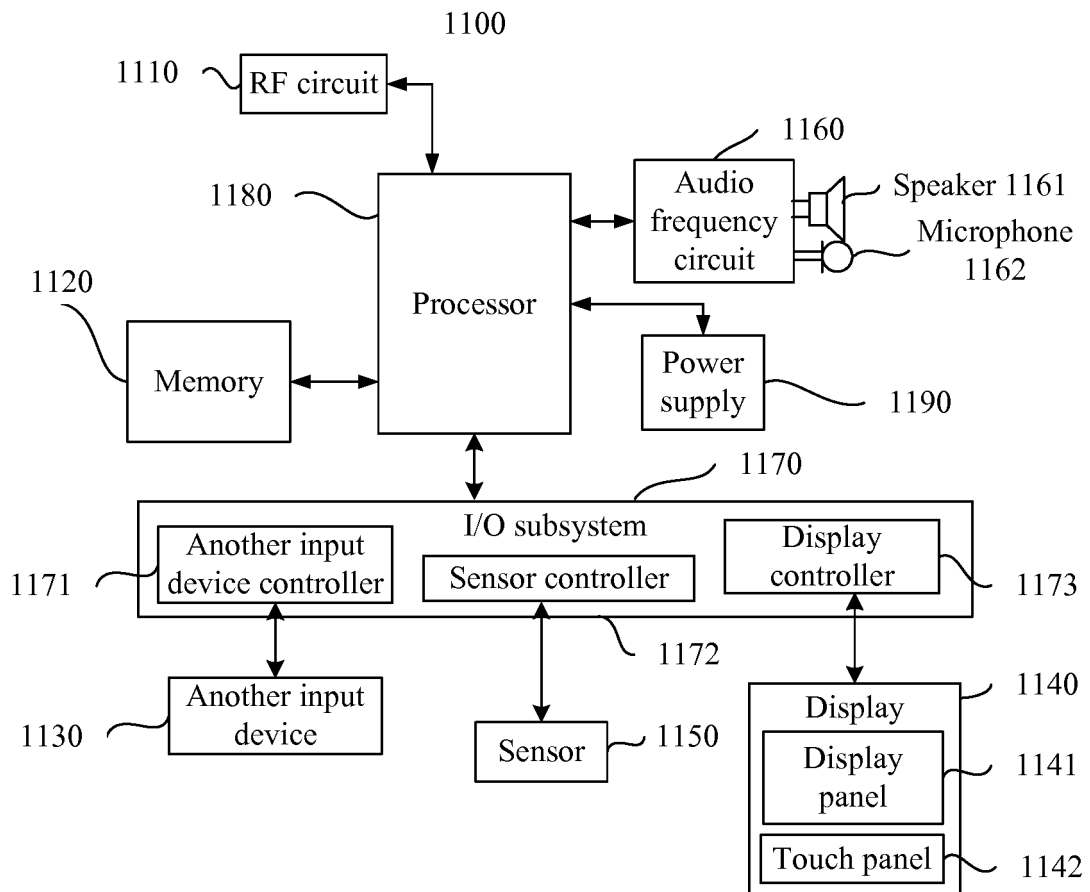 1100
1110
RF circuit
1160
1180
Audio
frequency
circuit
Speaker 1161
Microphone
1162
1120
Processor
Memory
Power
supply
1190
1170
I/O subsystem
Another input
device controller
1171
Sensor controller
Display
controller
1173
1172
Another input
device
1130
Sensor
1150
1140
Display
Display
panel
1141
Touch panel
1142